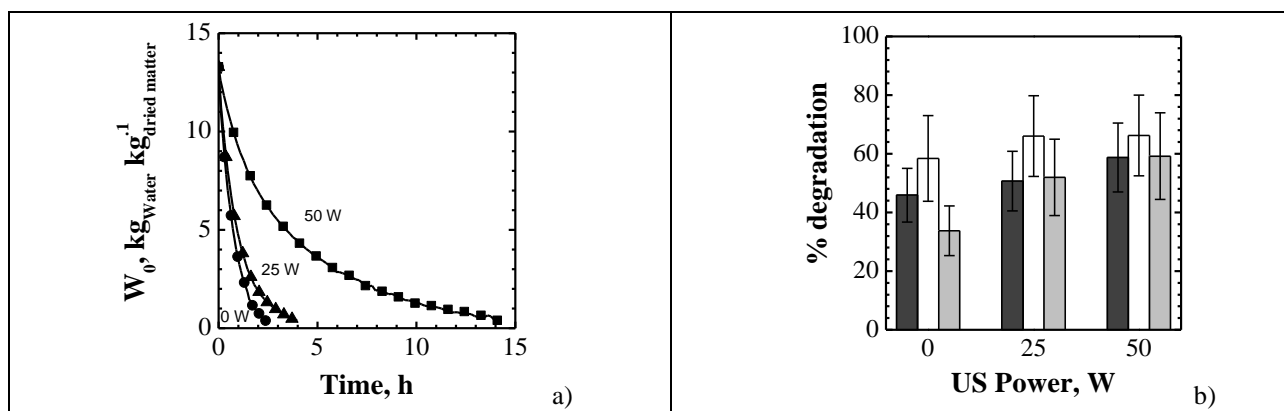 W0, kgWater kg-1dried matter
15
10
5
0
50 W
25 W
0 W
0 5 10 15
Time, h
a)
% degradation
100
80
60
40
20
0
0 25 50
US Power, W
b)